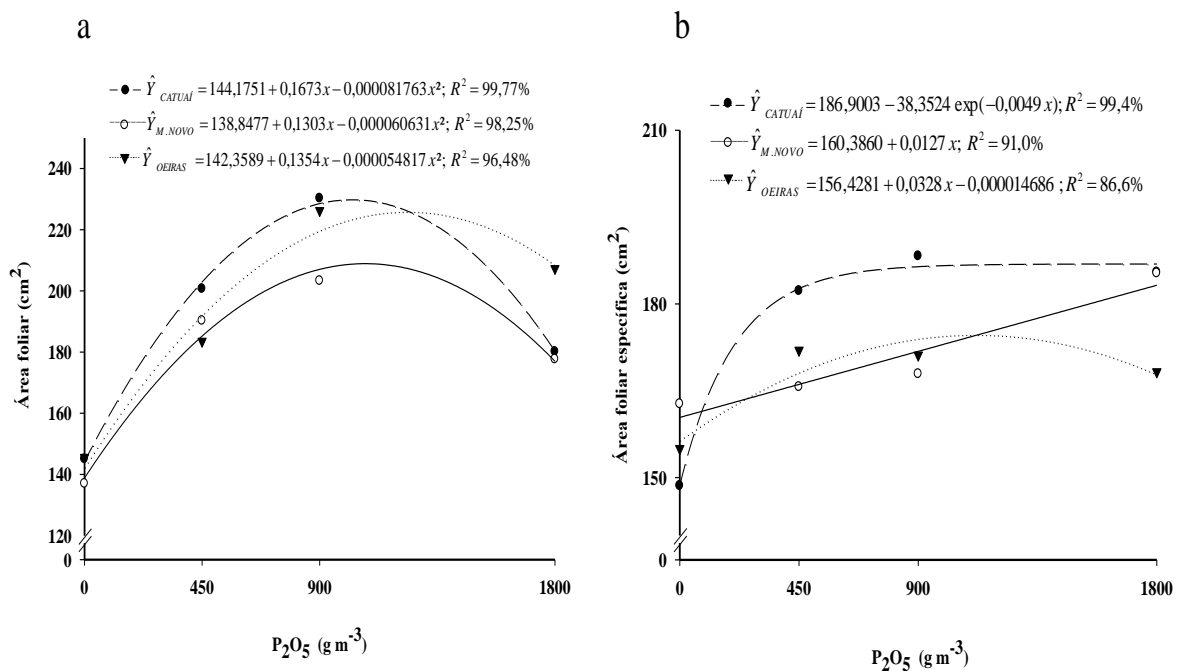 a
Ŷ CATUAÍ = 144,1751 + 0,1673x − 0,000081763x²; R² = 99,77%
Ŷ M.NOVO = 138,8477 + 0,1303x − 0,000060631x²; R² = 98,25%
Ŷ OEIRAS = 142,3589 + 0,1354x − 0,000054817x²; R² = 96,48%
Área foliar (cm²)
240
220
200
180
160
140
120
0
0 450 900 1800
P₂O₅ (g m⁻³)
b
Ŷ CATUAÍ = 186,9003 − 38,3524 exp(−0,0049 x); R² = 99,4%
Ŷ M.NOVO = 160,3860 + 0,0127 x; R² = 91,0%
Ŷ OEIRAS = 156,4281 + 0,0328 x − 0,000014686 ; R² = 86,6%
Área foliar específica (cm²)
210
180
150
0
0 450 900 1800
P₂O₅ (g m⁻³)